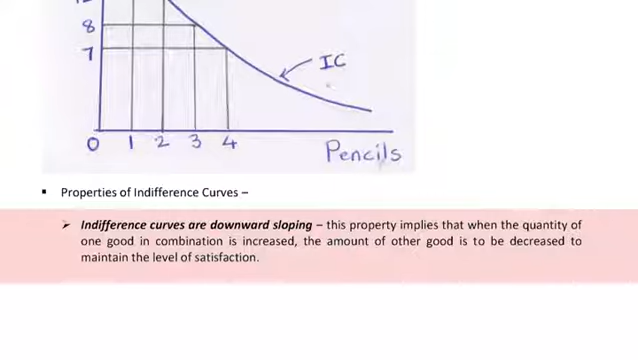 8
7
IC
0 1 2 3 4
Pencils
▪ Properties of Indifference Curves –
➢ Indifference curves are downward sloping – this property implies that when the quantity of
one good in combination is increased, the amount of other good is to be decreased to
maintain the level of satisfaction.